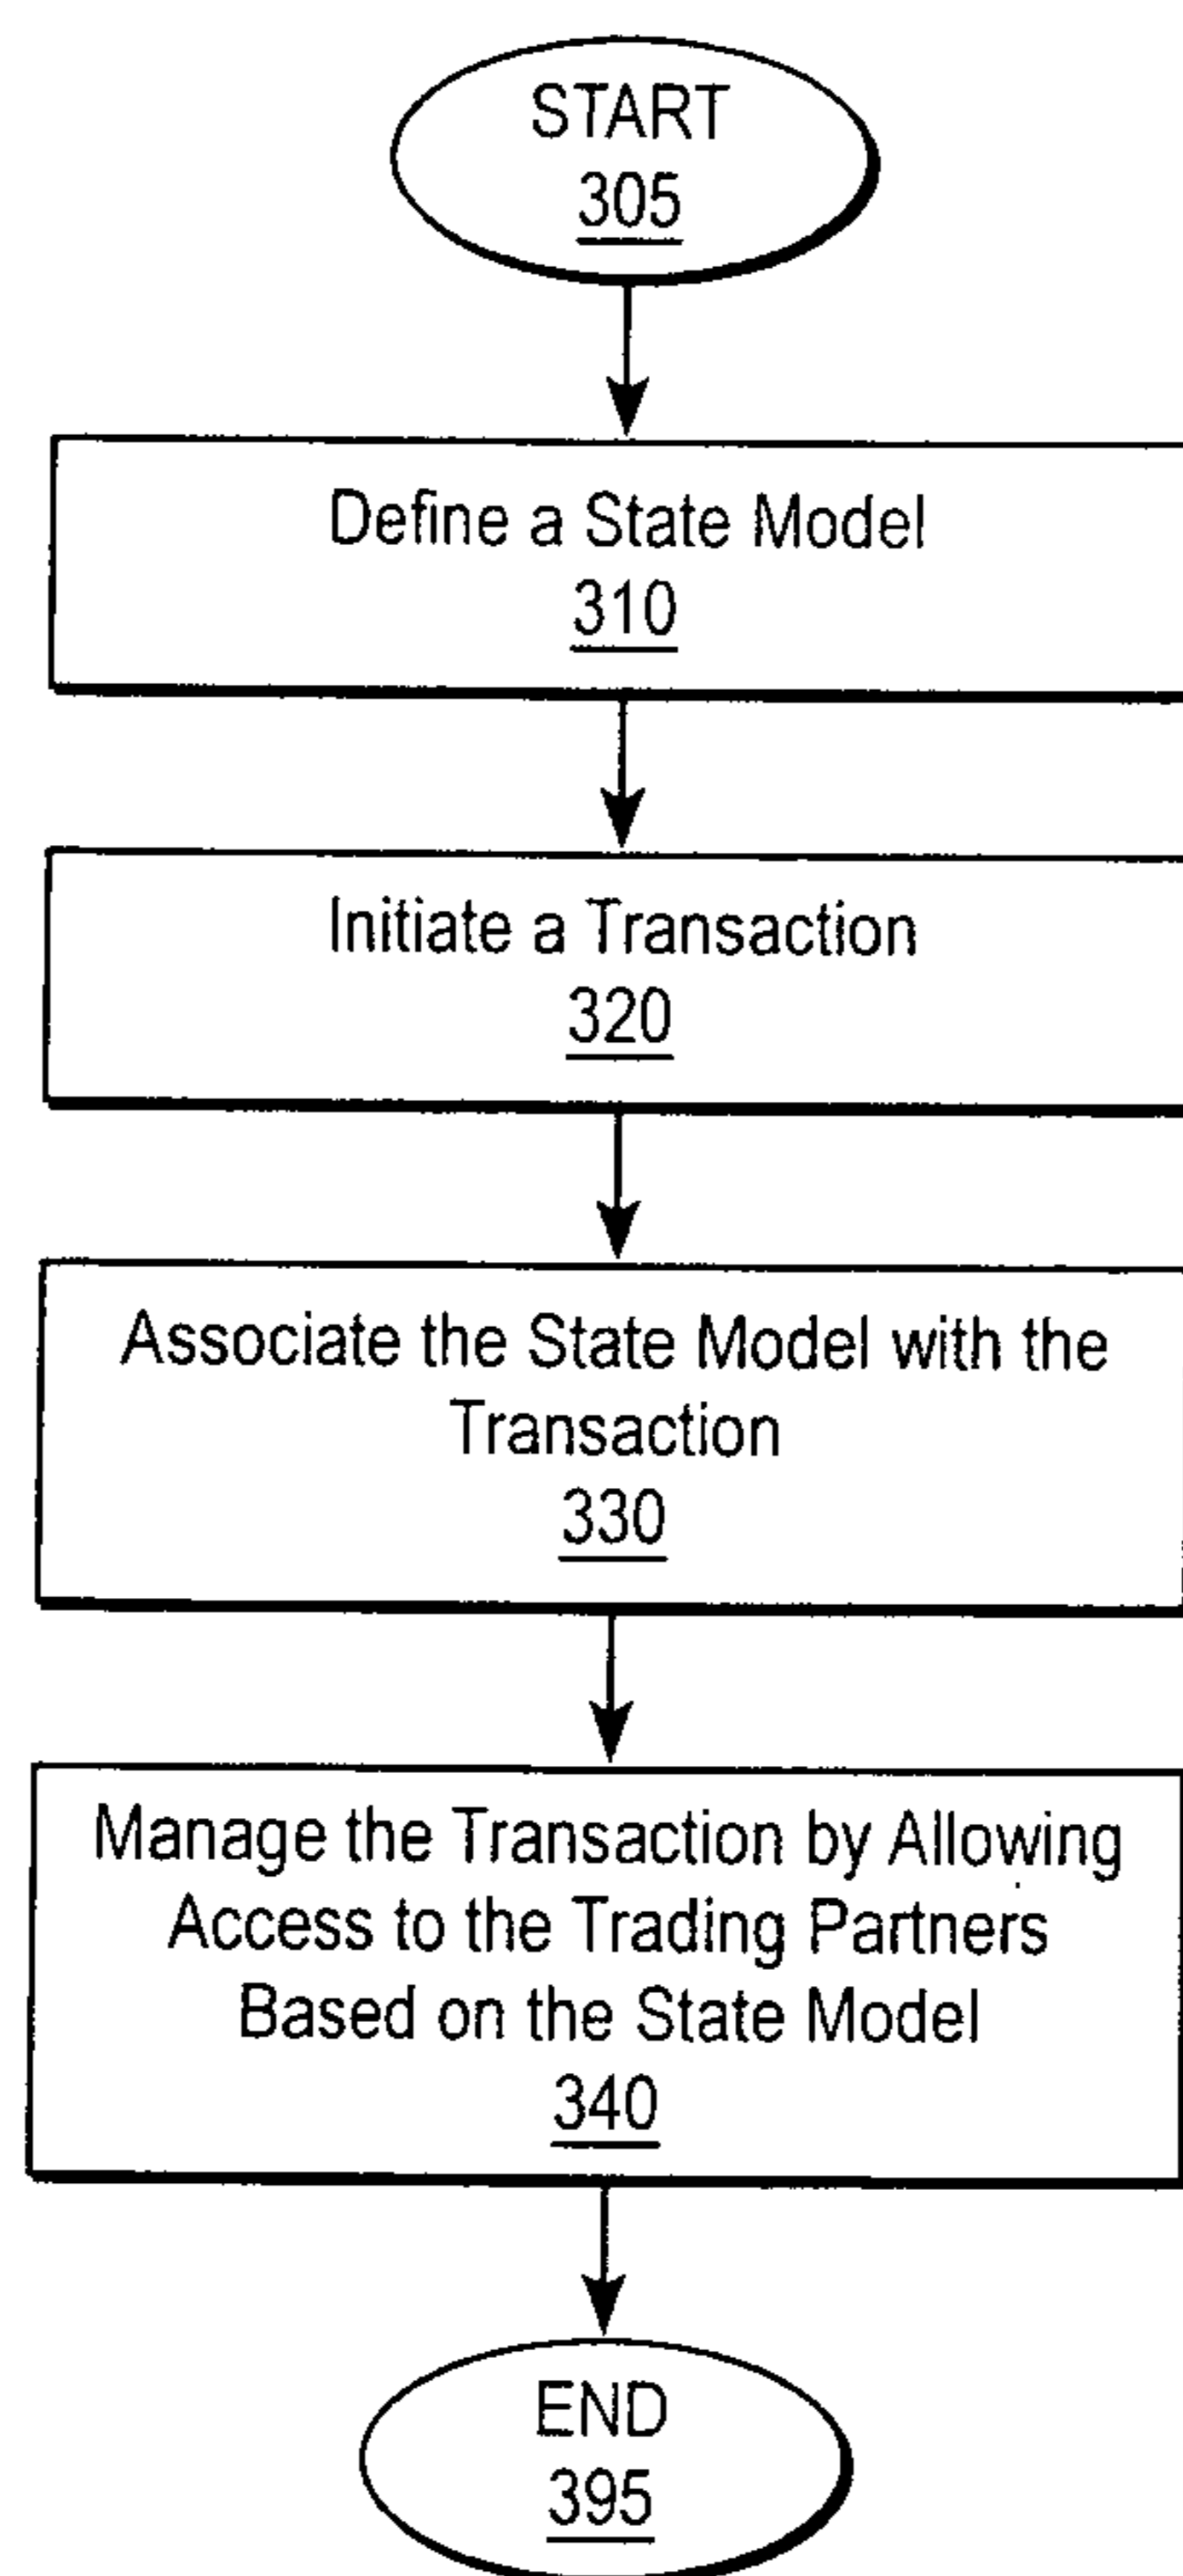 START
305
Define a State Model
310
Initiate a Transaction
320
Associate the State Model with the
Transaction
330
Manage the Transaction by Allowing
Access to the Trading Partners
Based on the State Model
340
END
395